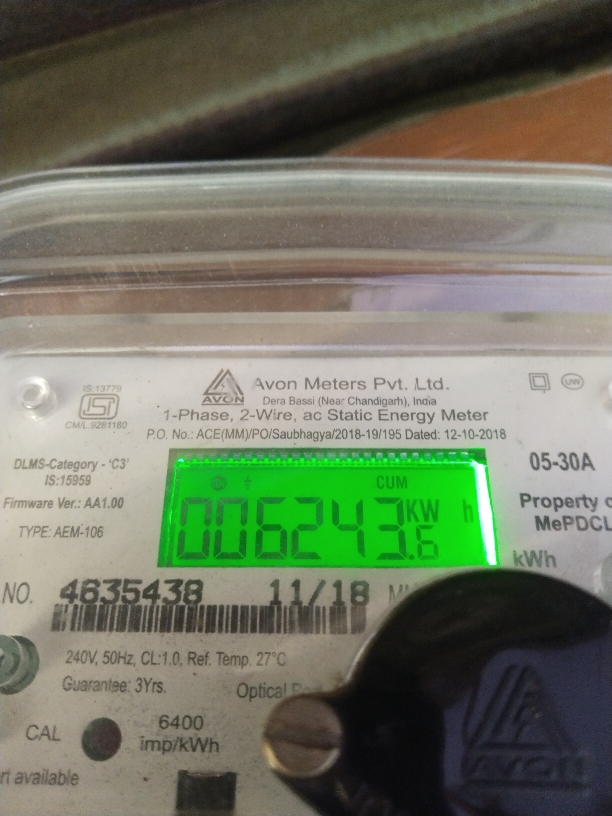 IS:13779
ISI
CM/L.9281180
AVON
Avon Meters Pvt. Ltd.
Dera Bassi (Near Chandigarh), India
1-Phase, 2-Wire, ac Static Energy Meter
P.O. No.: ACE(MM)/PO/Saubhagya/2018-19/195 Dated: 12-10-2018
UW
DLMS-Category - 'C3'
IS:15959
Firmware Ver.: AA1.00
TYPE: AEM-106
CUM
006243.6 KW h
05-30A
Property
MePDCL
kWh
NO. 4635438 11/18
240V, 50Hz, CL:1.0, Ref. Temp. 27°C
Guarantee: 3Yrs.
Optical
CAL
6400
imp/kWh
available
AVON